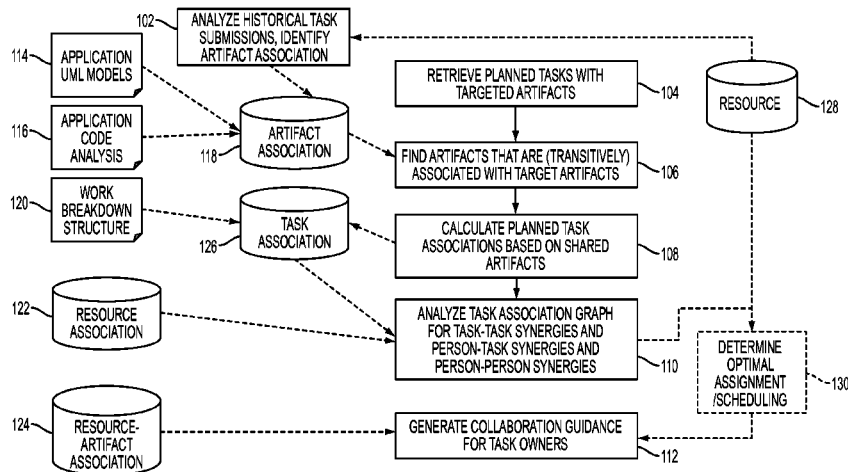 102
ANALYZE HISTORICAL TASK
SUBMISSIONS, IDENTIFY
ARTIFACT ASSOCIATION
114
APPLICATION
UML MODELS
RETRIEVE PLANNED TASKS WITH
TARGETED ARTIFACTS
104
RESOURCE
128
116
APPLICATION
CODE
ANALYSIS
118
ARTIFACT
ASSOCIATION
FIND ARTIFACTS THAT ARE (TRANSITIVELY)
ASSOCIATED WITH TARGET ARTIFACTS
106
120
WORK
BREAKDOWN
STRUCTURE
126
TASK
ASSOCIATION
CALCULATE PLANNED TASK
ASSOCIATIONS BASED ON SHARED
ARTIFACTS
108
122
RESOURCE
ASSOCIATION
ANALYZE TASK ASSOCIATION GRAPH
FOR TASK-TASK SYNERGIES AND
PERSON-TASK SYNERGIES AND
PERSON-PERSON SYNERGIES
110
DETERMINE
OPTIMAL
ASSIGNMENT
/SCHEDULING
130
124
RESOURCE-
ARTIFACT
ASSOCIATION
GENERATE COLLABORATION GUIDANCE
FOR TASK OWNERS
112